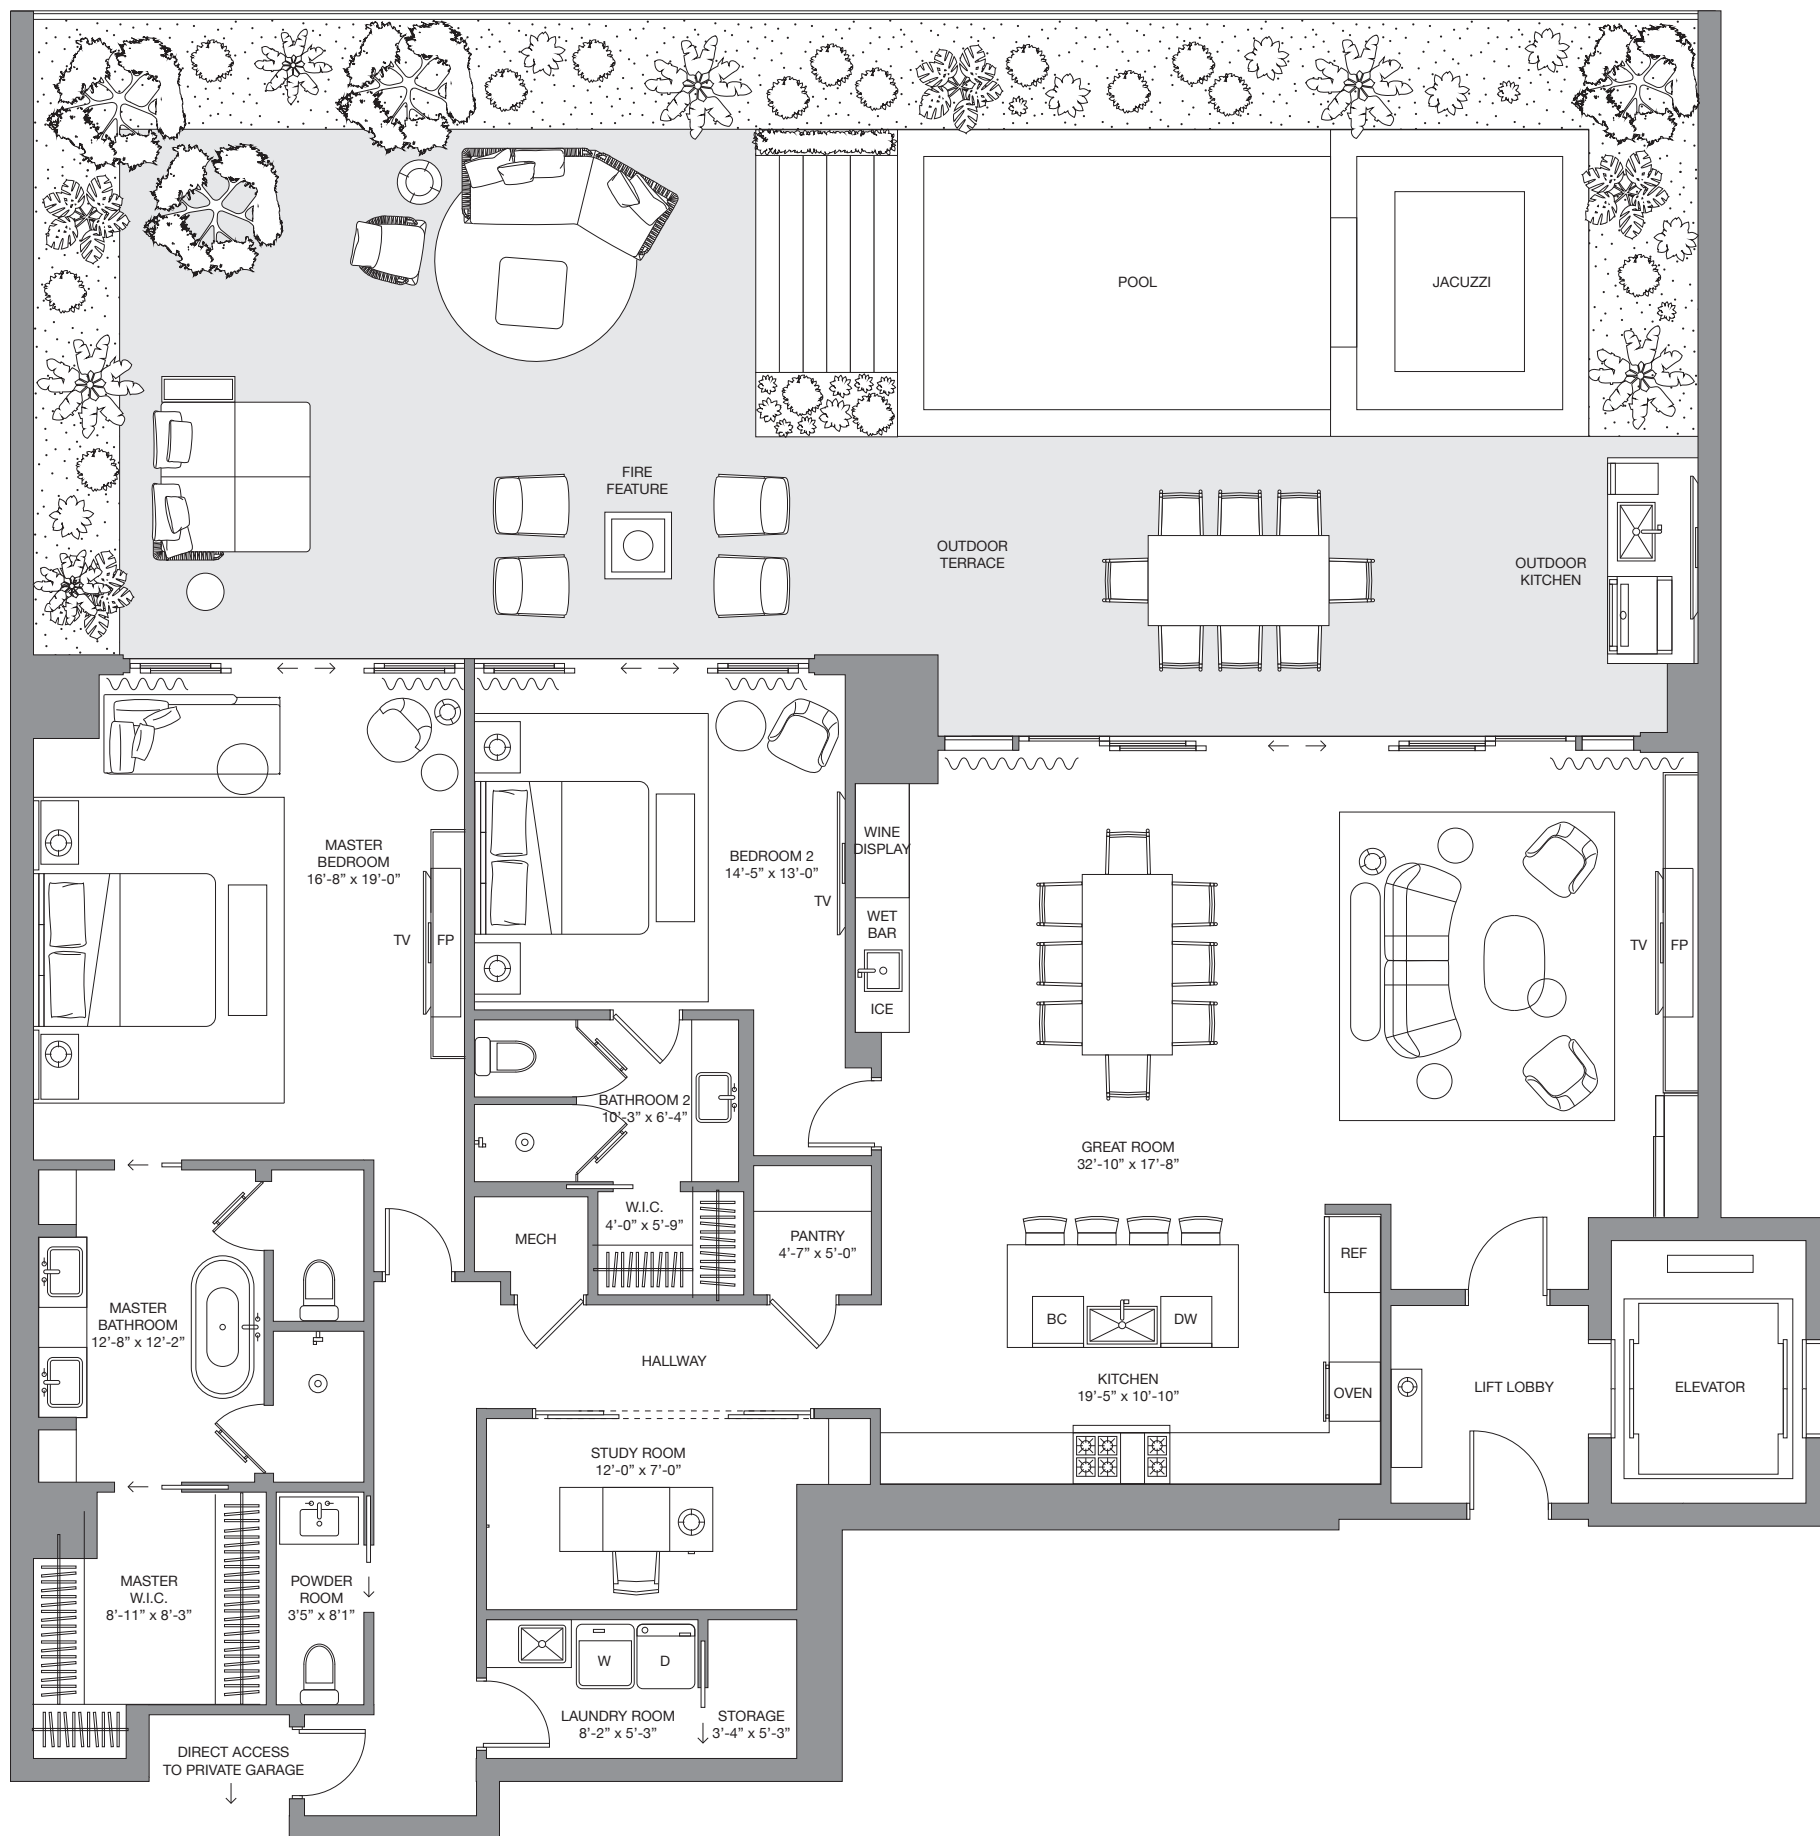 POOL
JACUZZI
FIRE
FEATURE
OUTDOOR
TERRACE
OUTDOOR
KITCHEN
MASTER
BEDROOM
16'-8" x 19'-0"
TV
FP
BEDROOM 2
14'-5" x 13'-0"
TV
WINE
DISPLAY
WET
BAR
ICE
TV
FP
BATHROOM 2
10'-3" x 6'-4"
GREAT ROOM
32'-10" x 17'-8"
W.I.C.
4'-0" x 5'-9"
MECH
PANTRY
4'-7" x 5'-0"
REF
MASTER
BATHROOM
12'-8" x 12'-2"
BC
DW
HALLWAY
KITCHEN
19'-5" x 10'-10"
OVEN
LIFT LOBBY
ELEVATOR
STUDY ROOM
12'-0" x 7'-0"
MASTER
W.I.C.
8'-11" x 8'-3"
POWDER
ROOM
3'5" x 8'1"
W
D
LAUNDRY ROOM
8'-2" x 5'-3"
STORAGE
3'-4" x 5'-3"
DIRECT ACCESS
TO PRIVATE GARAGE